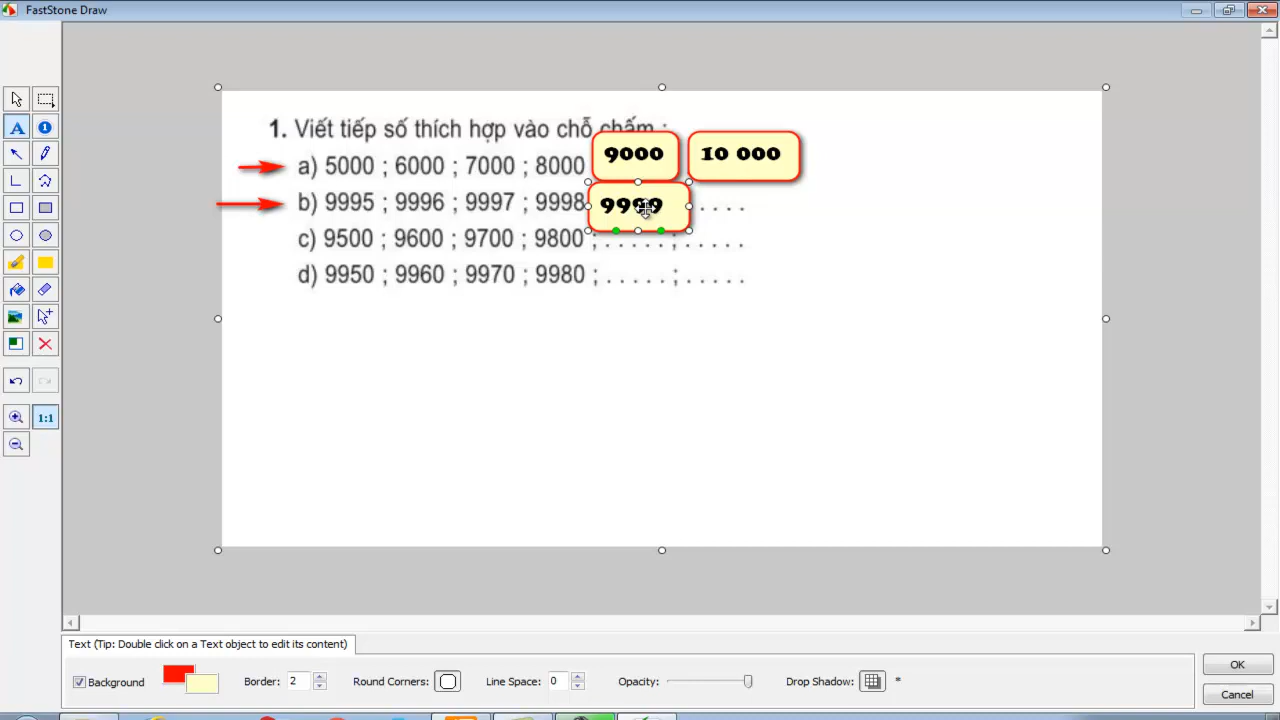 FastStone Draw
1. Viết tiếp số thích hợp vào chỗ chấm :
a) 5000 ; 6000 ; 7000 ; 8000 9000 10 000
b) 9995 ; 9996 ; 9997 ; 9998 9999 . . . .
c) 9500 ; 9600 ; 9700 ; 9800 ; . . . . . ; . . . . .
d) 9950 ; 9960 ; 9970 ; 9980 ; . . . . . ; . . . . .
1:1
Text (Tip: Double click on a Text object to edit its content)
Background Border: 2 Round Corners: Line Space: 0 Opacity: Drop Shadow: *
OK
Cancel